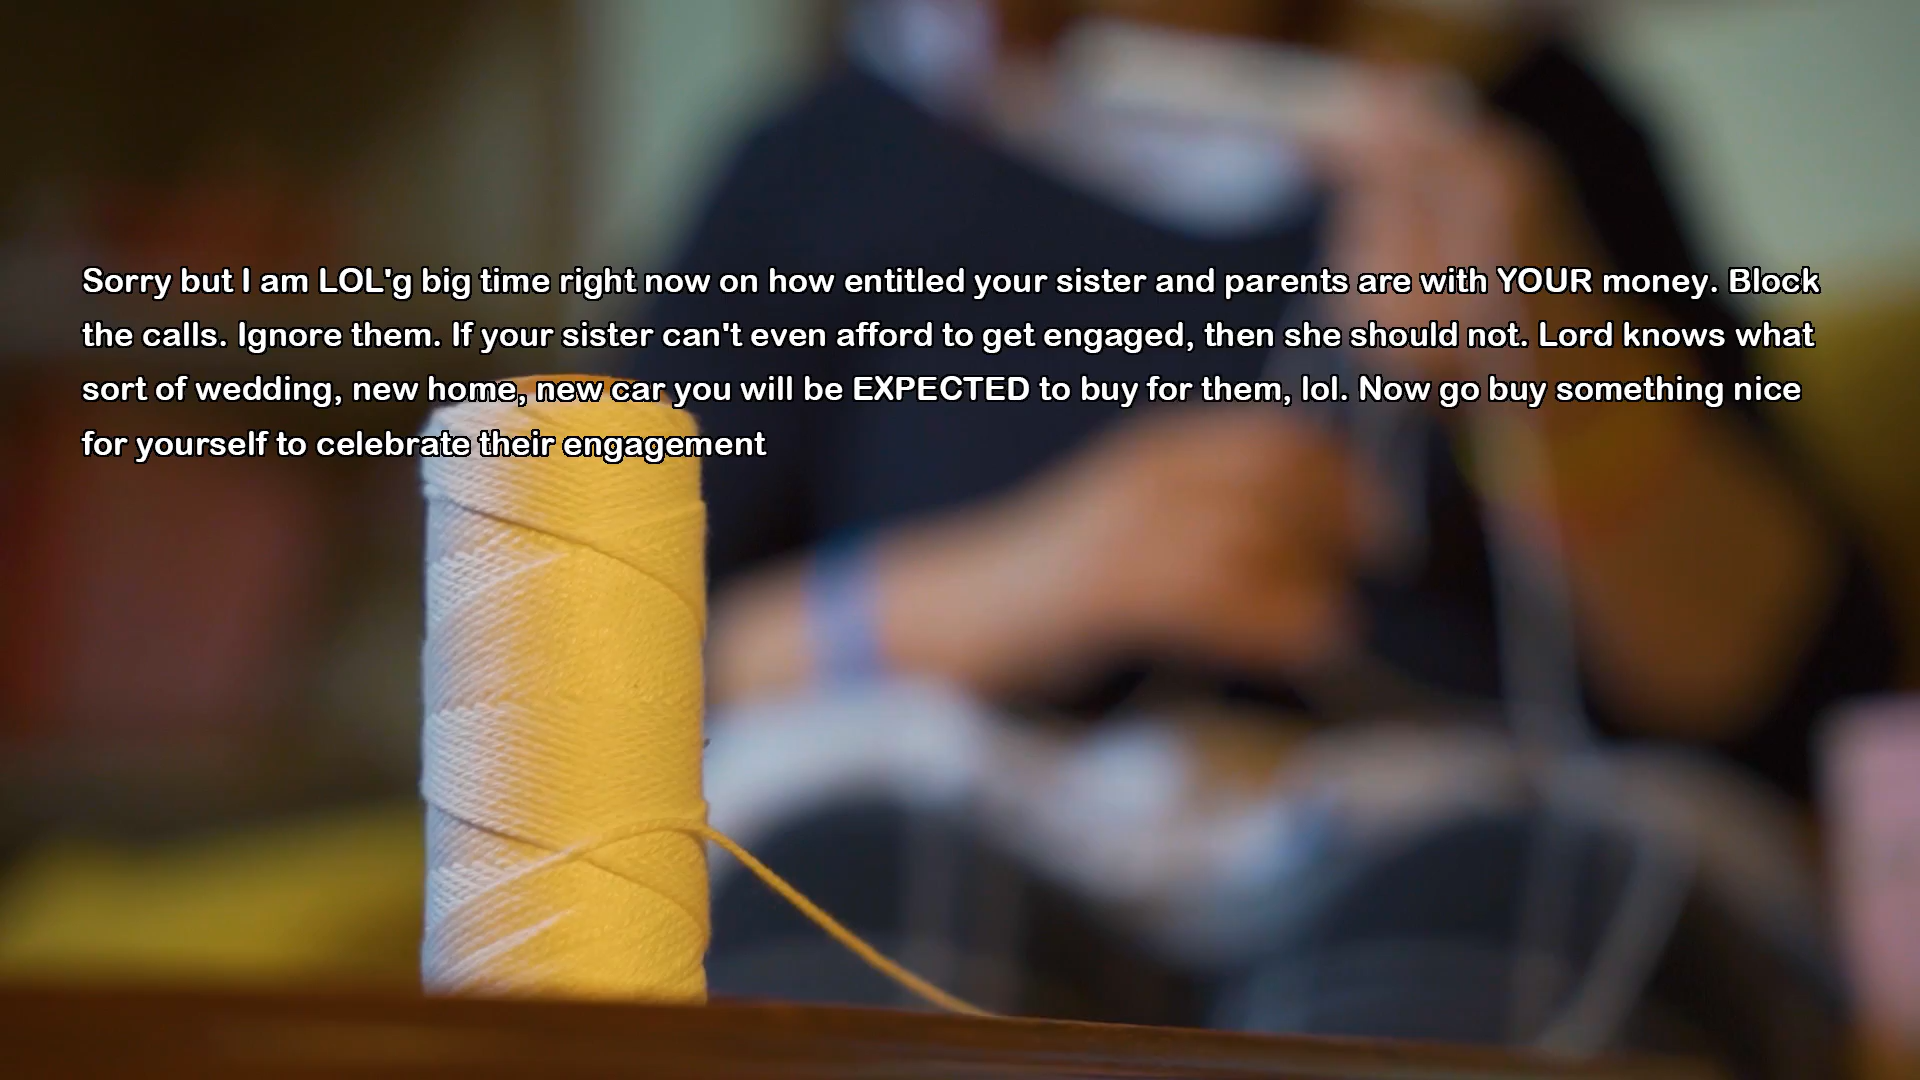 Sorry but I am LOL'g big time right now on how entitled your sister and parents are with YOUR money. Block
the calls. Ignore them. If your sister can't even afford to get engaged, then she should not. Lord knows what
sort of wedding, new home, new car you will be EXPECTED to buy for them, lol. Now go buy something nice
for yourself to celebrate their engagement